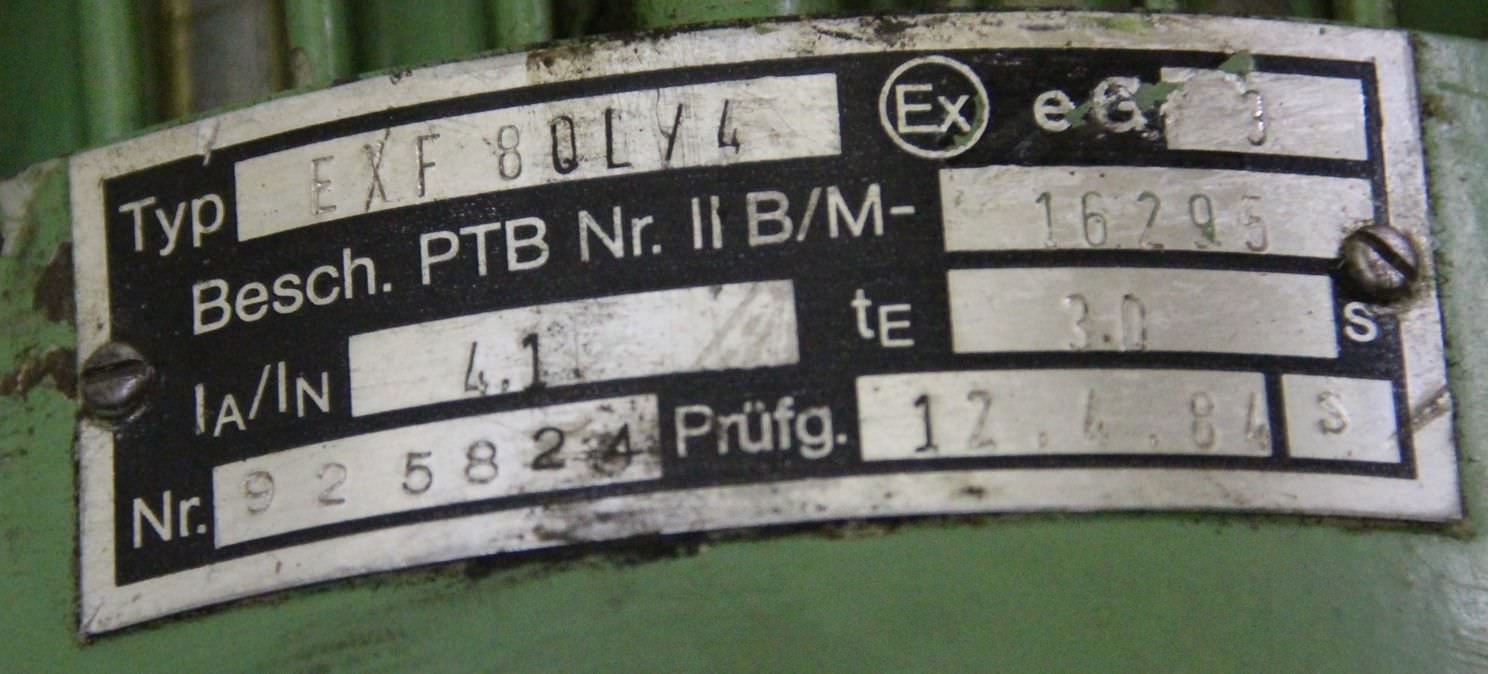 Typ EXF 80L/4 Ex eG 3
Besch. PTB Nr. II B/M- 16295
IA/IN 4.1 tE 30 s
Nr. 925824 Prüfg. 12.4.84 S